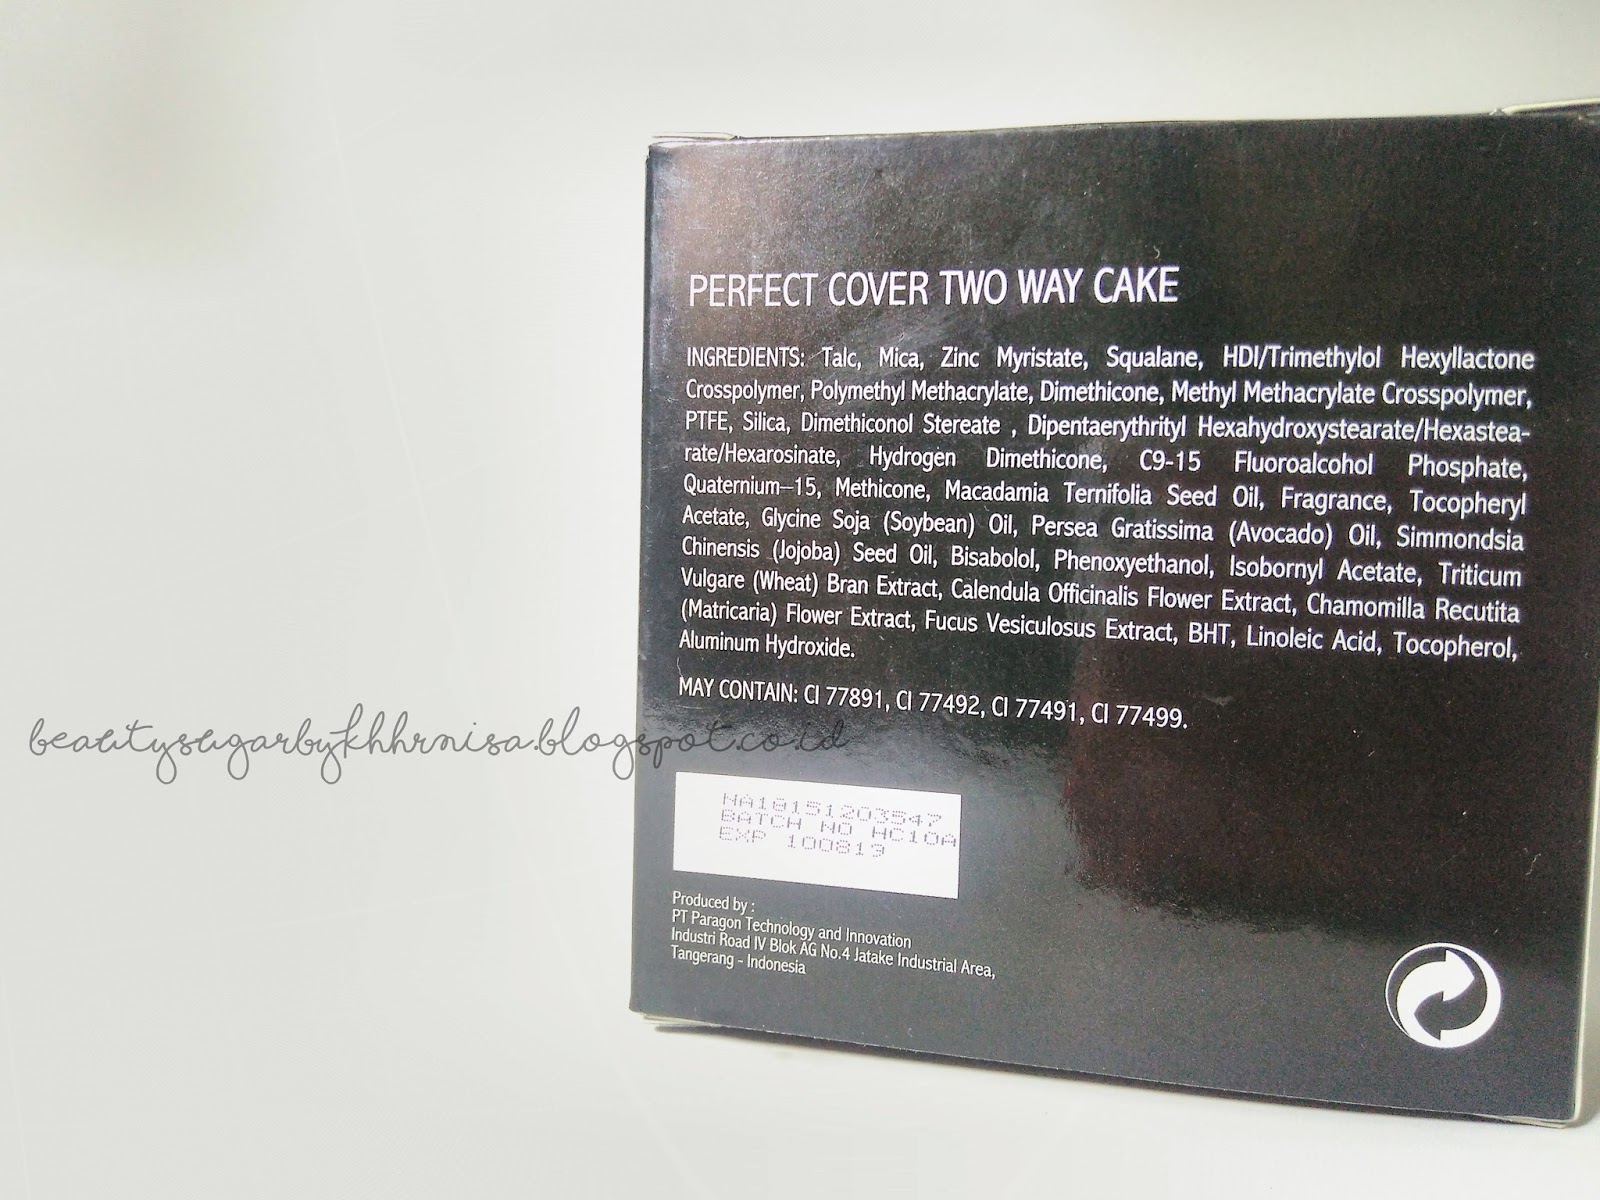 PERFECT COVER TWO WAY CAKE
INGREDIENTS: Talc, Mica, Zinc Myristate, Squalane, HDI/Trimethylol Hexyllactone
Crosspolymer, Polymethyl Methacrylate, Dimethicone, Methyl Methacrylate Crosspolymer,
PTFE, Silica, Dimethiconol Stereate , Dipentaerythrityl Hexahydroxystearate/Hexastea-
rate/Hexarosinate, Hydrogen Dimethicone, C9-15 Fluoroalcohol Phosphate,
Quaternium–15, Methicone, Macadamia Ternifolia Seed Oil, Fragrance, Tocopheryl
Acetate, Glycine Soja (Soybean) Oil, Persea Gratissima (Avocado) Oil, Simmondsia
Chinensis (Jojoba) Seed Oil, Bisabolol, Phenoxyethanol, Isobornyl Acetate, Triticum
Vulgare (Wheat) Bran Extract, Calendula Officinalis Flower Extract, Chamomilla Recutita
(Matricaria) Flower Extract, Fucus Vesiculosus Extract, BHT, Linoleic Acid, Tocopherol,
Aluminum Hydroxide.
MAY CONTAIN: CI 77891, CI 77492, CI 77491, CI 77499.
beautysugarbykhhrnisa.blogspot.co.id
NA18151203547
BATCH NO HC10A
EXP 100819
Produced by :
PT Paragon Technology and Innovation
Industri Road IV Blok AG No.4 Jatake Industrial Area,
Tangerang - Indonesia